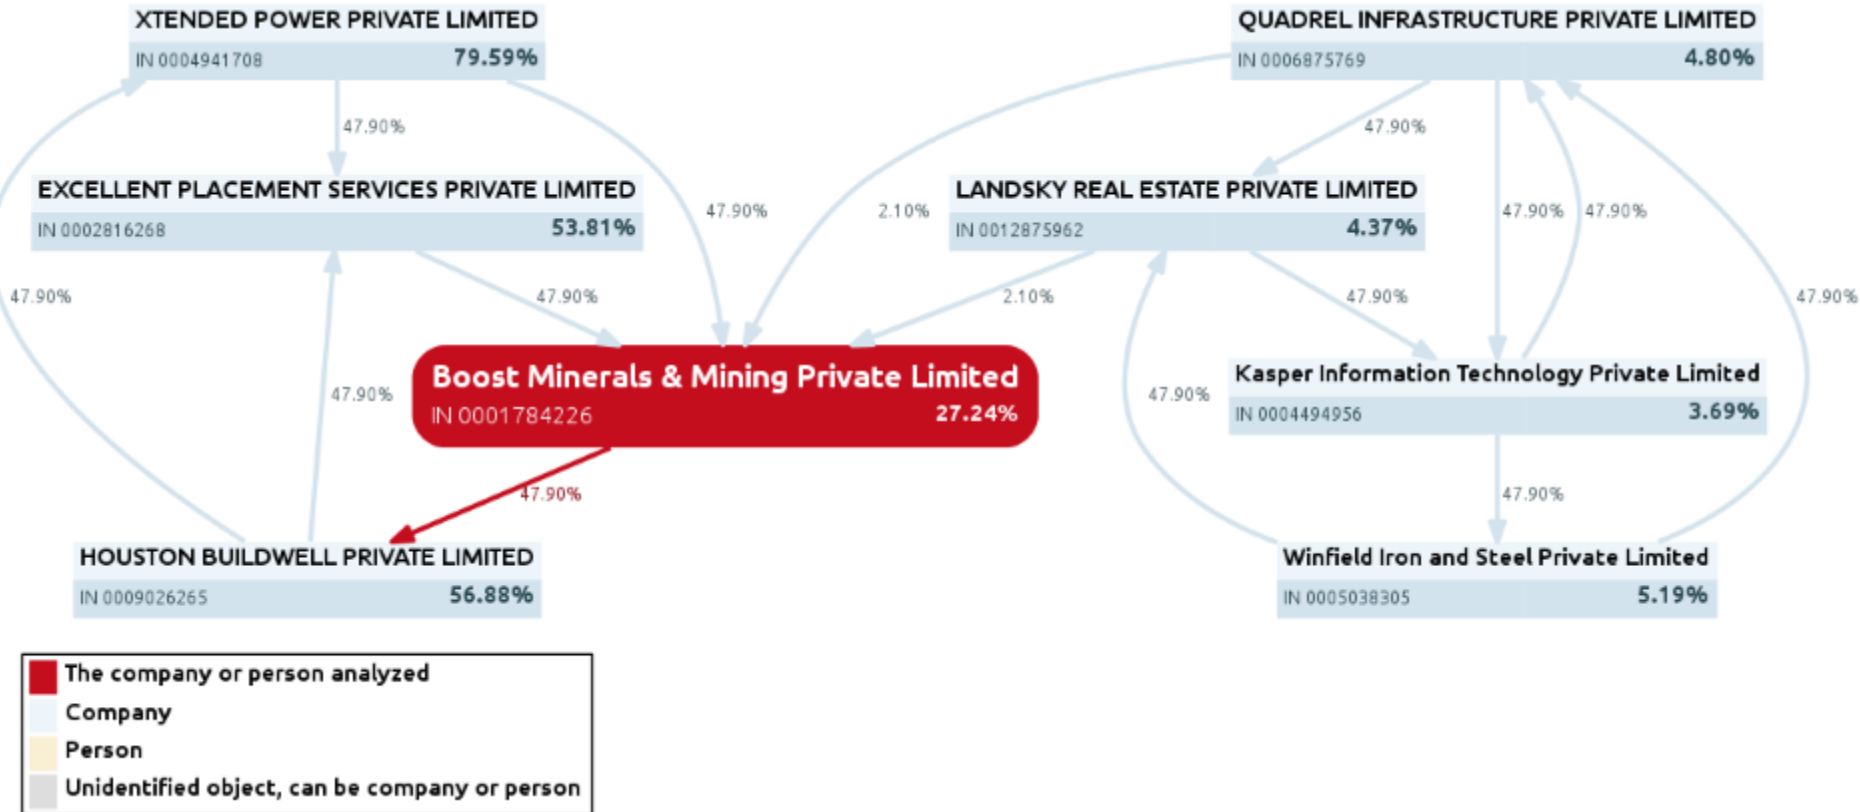 XTENDED POWER PRIVATE LIMITED
IN 0004941708 79.59%
QUADREL INFRASTRUCTURE PRIVATE LIMITED
IN 0006875769 4.80%
47.90%
47.90%
EXCELLENT PLACEMENT SERVICES PRIVATE LIMITED
IN 0002816268 53.81%
47.90%
2.10%
LANDSKY REAL ESTATE PRIVATE LIMITED
IN 0012875962 4.37%
47.90%
47.90%
47.90%
47.90%
2.10%
47.90%
47.90%
Boost Minerals & Mining Private Limited
IN 0001784226 27.24%
47.90%
47.90%
Kasper Information Technology Private Limited
IN 0004494956 3.69%
47.90%
47.90%
HOUSTON BUILDWELL PRIVATE LIMITED
IN 0009026265 56.88%
Winfield Iron and Steel Private Limited
IN 0005038305 5.19%
The company or person analyzed
Company
Person
Unidentified object, can be company or person